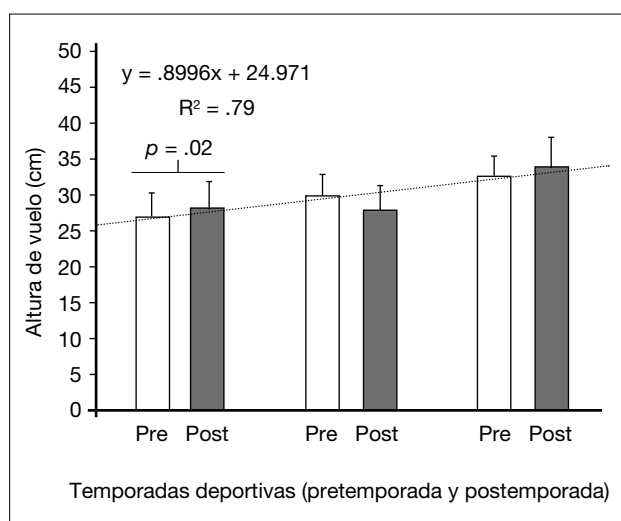 50
45
40
35
30
25
20
15
10
5
0
Altura de vuelo (cm)
y = .8996x + 24.971
R² = .79
p = .02
Pre Post Pre Post Pre Post
Temporadas deportivas (pretemporada y postemporada)